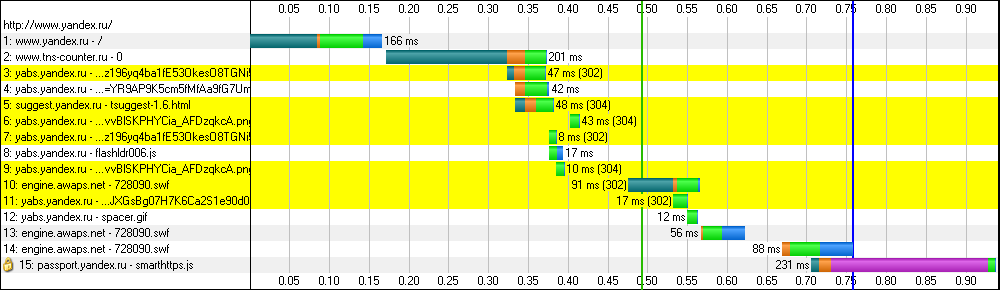 0.05 0.10 0.15 0.20 0.25 0.30 0.35 0.40 0.45 0.50 0.55 0.60 0.65 0.70 0.75 0.80 0.85 0.90
http://www.yandex.ru/
1: www.yandex.ru - / 166 ms
2: www.tns-counter.ru - 0 201 ms
3: yabs.yandex.ru - ...z196yq4ba1fE53OkesO8TGNi 47 ms (302)
4: yabs.yandex.ru - ...=YR9AP9K5cm5fMfAa9fG7Um 42 ms
5: suggest.yandex.ru - tsuggest-1.6.html 48 ms (304)
6: yabs.yandex.ru - ...vvBISKPHYCia_AFDzqkcA.png 43 ms (304)
7: yabs.yandex.ru - ...z196yq4ba1fE53OkesO8TGNi 8 ms (302)
8: yabs.yandex.ru - flashldr006.js 17 ms
9: yabs.yandex.ru - ...vvBISKPHYCia_AFDzqkcA.png 10 ms (304)
10: engine.awaps.net - 728090.swf 91 ms (302)
11: yabs.yandex.ru - ...JXGsBg07H7K6Ca2S1e90d0 17 ms (302)
12: yabs.yandex.ru - spacer.gif 12 ms
13: engine.awaps.net - 728090.swf 56 ms
14: engine.awaps.net - 728090.swf 88 ms
15: passport.yandex.ru - smarthttps.js 231 ms
0.05 0.10 0.15 0.20 0.25 0.30 0.35 0.40 0.45 0.50 0.55 0.60 0.65 0.70 0.75 0.80 0.85 0.90